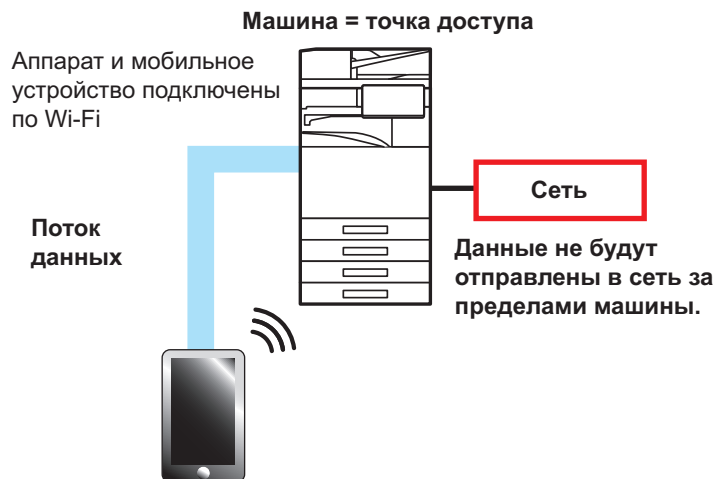 Машина = точка доступа
Аппарат и мобильное
устройство подключены
по Wi-Fi
Сеть
Поток
данных
Данные не будут
отправлены в сеть за
пределами машины.